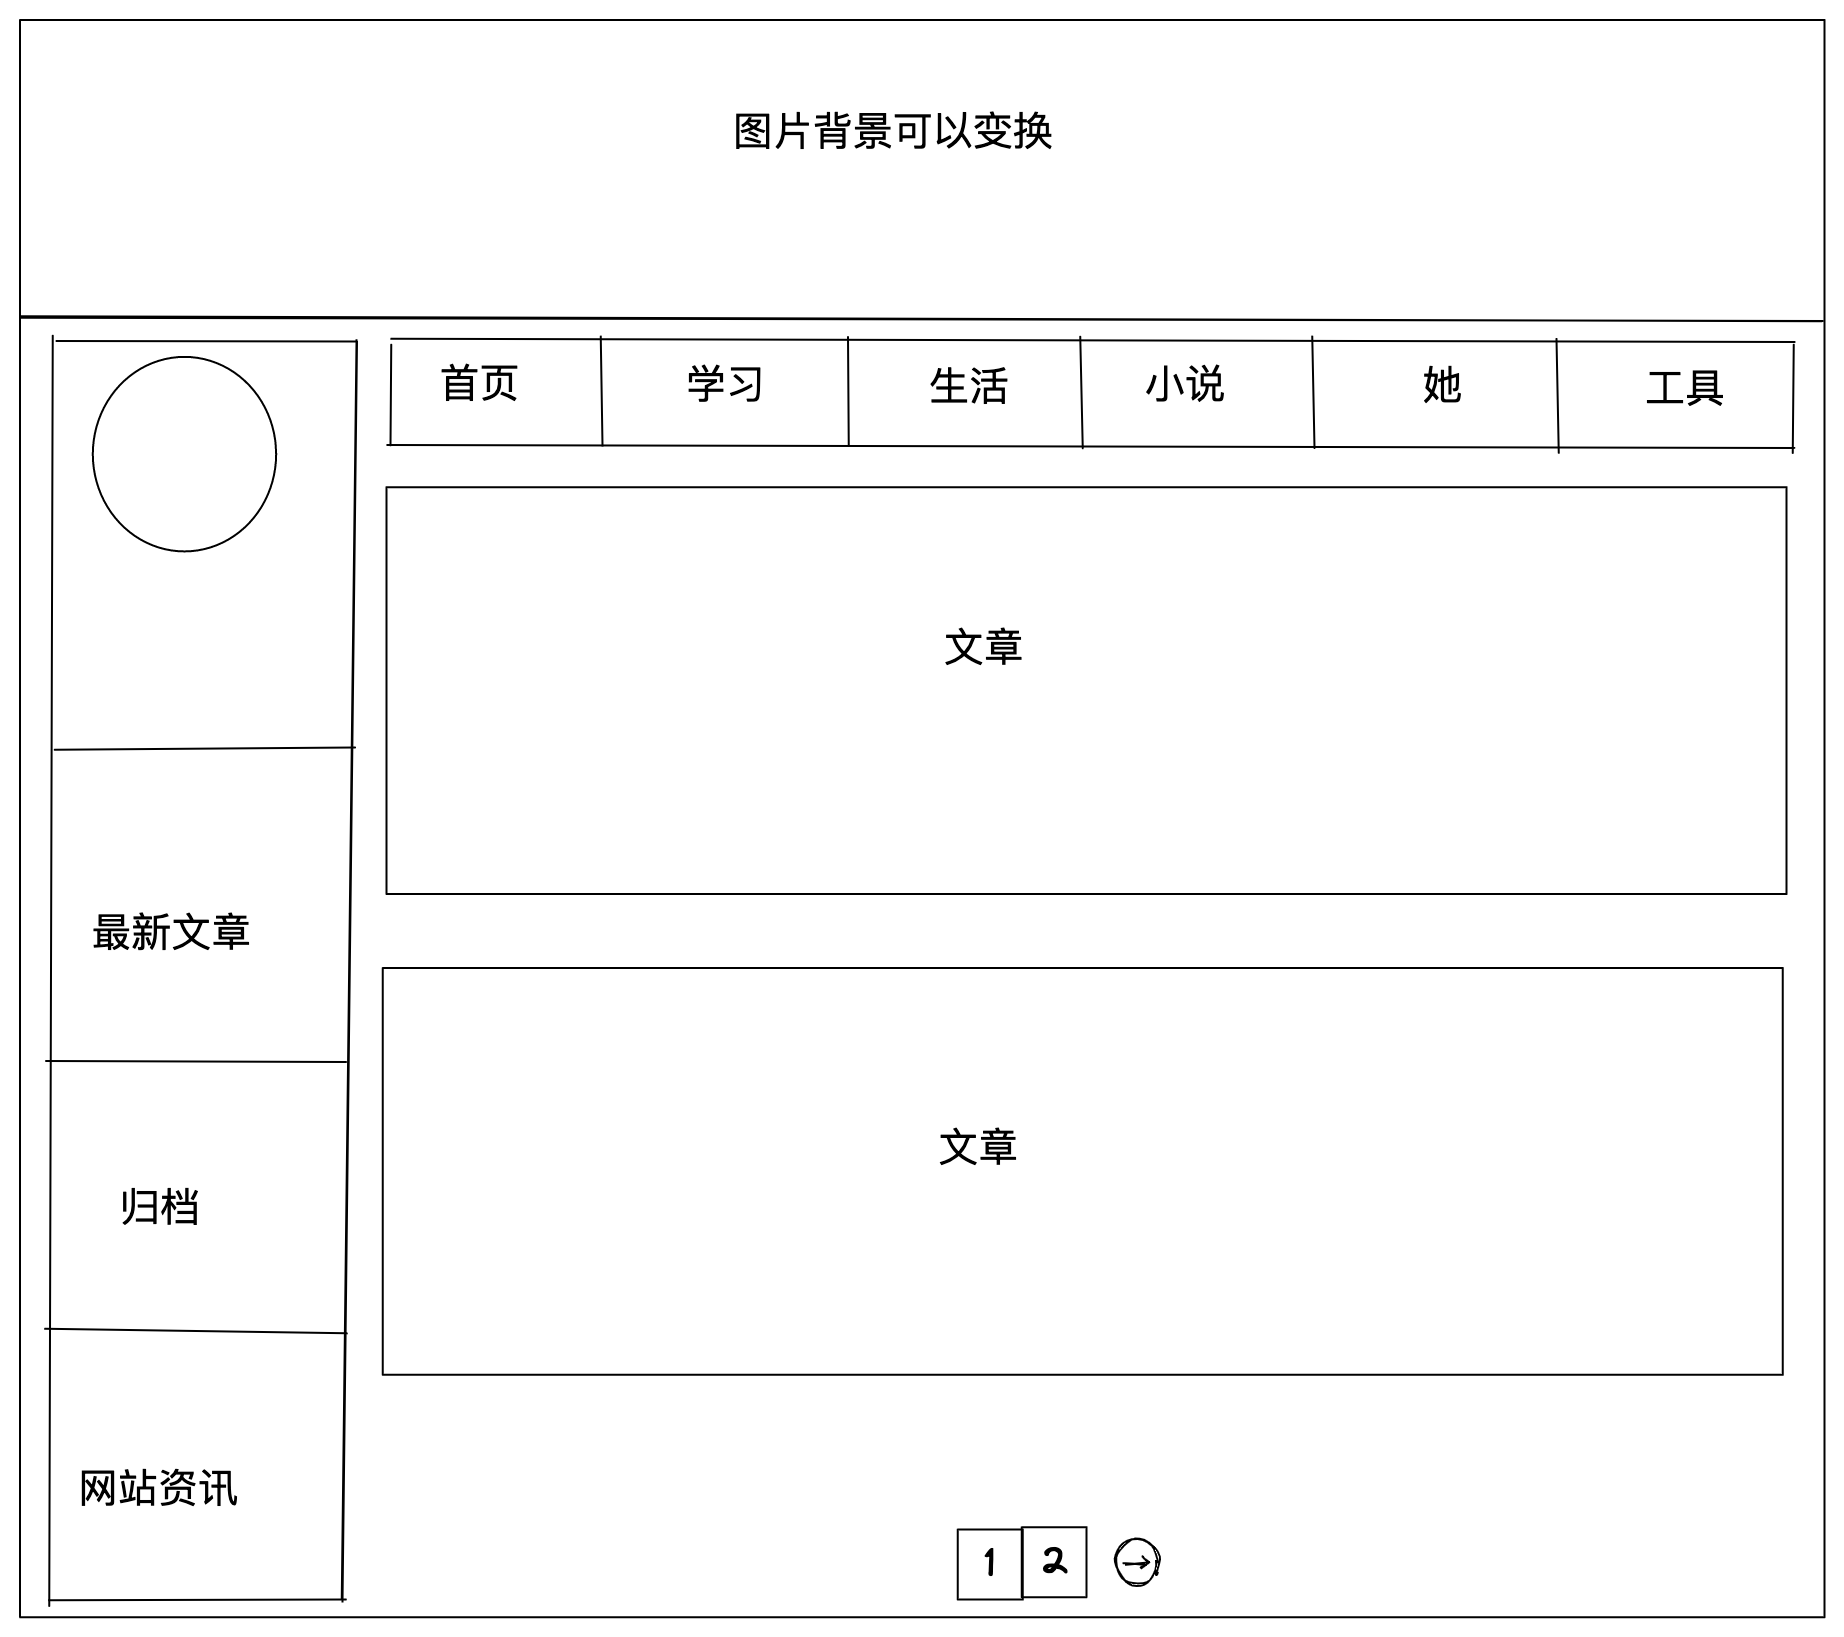 图片背景可以变换
首页 学习 生活 小说 她 工具
文章
最新文章
文章
归档
网站资讯
1 2